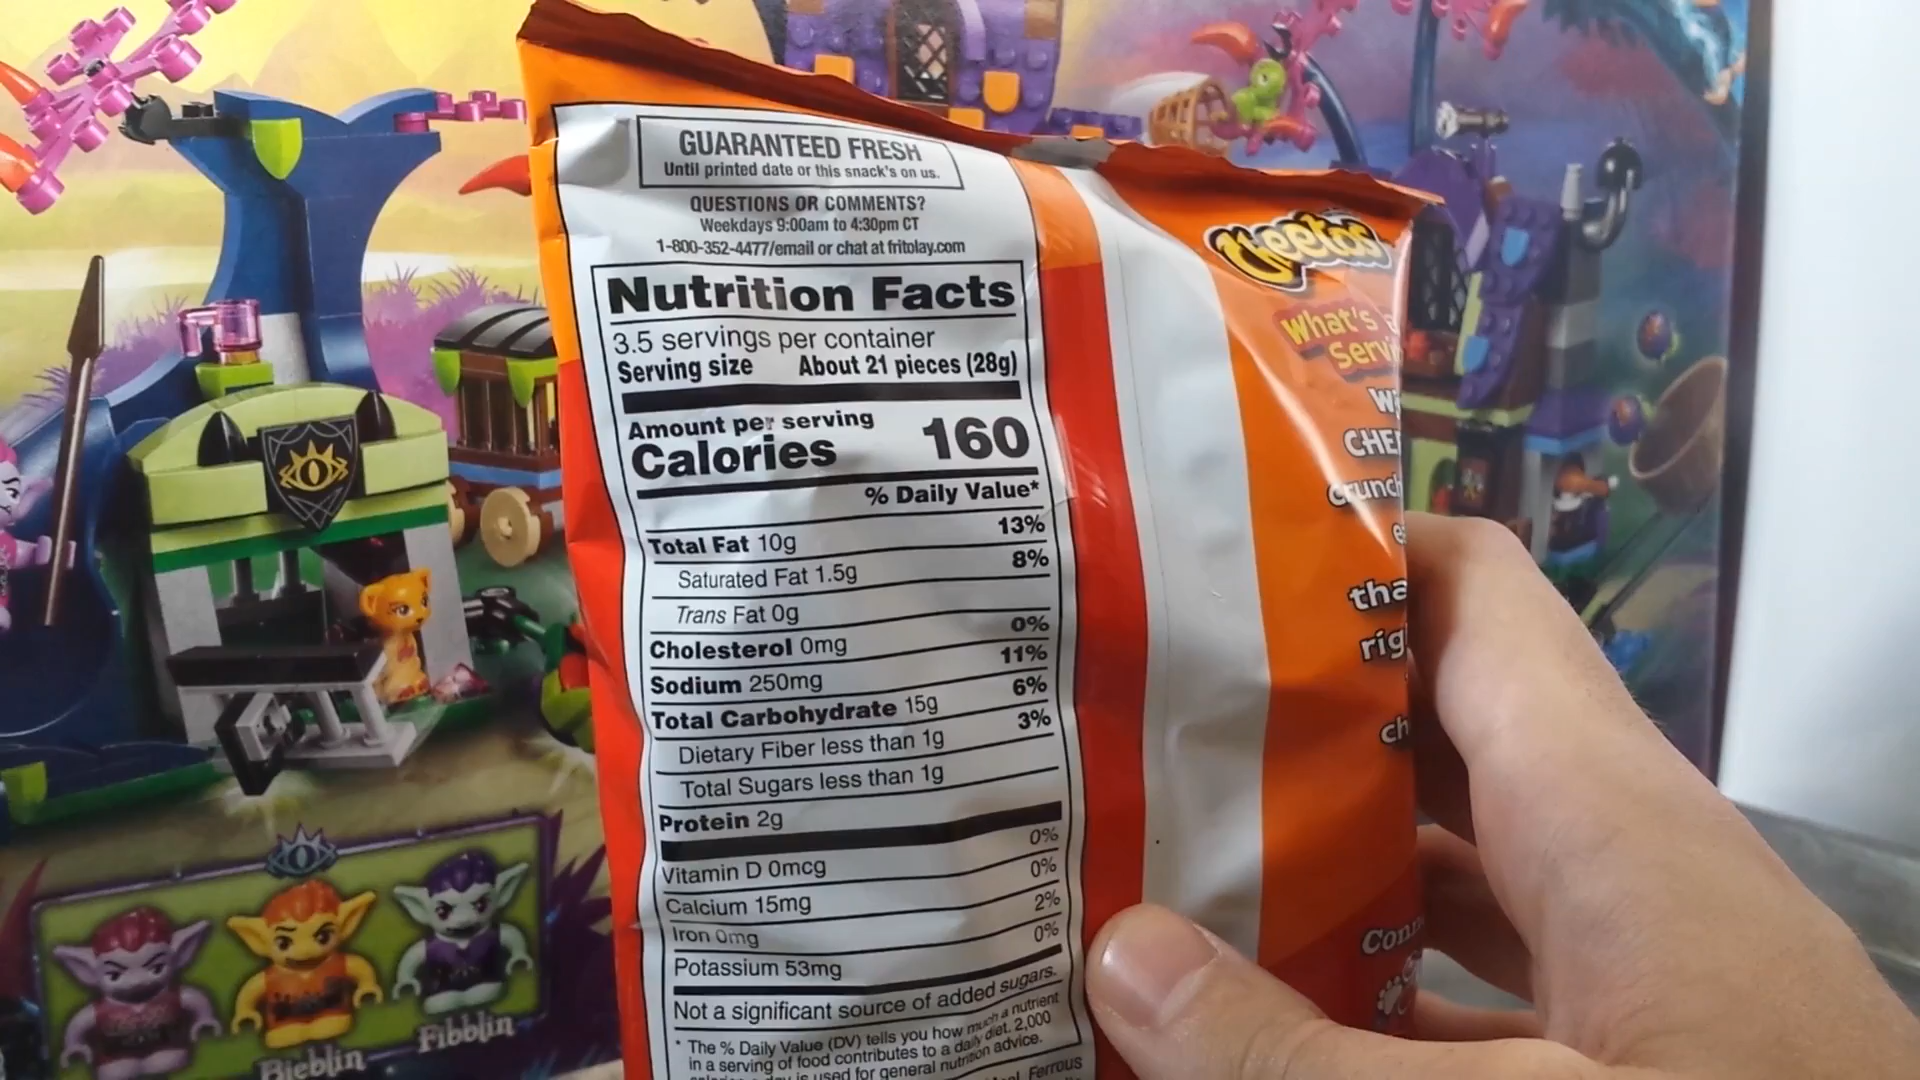 GUARANTEED FRESH
Until printed date or this snack's on us.
QUESTIONS OR COMMENTS?
Weekdays 9:00am to 4:30pm CT
1-800-352-4477/email or chat at fritolay.com
Nutrition Facts
3.5 servings per container
Serving size About 21 pieces (28g)
Amount per serving
Calories 160
% Daily Value*
Total Fat 10g 13%
Saturated Fat 1.5g 8%
Trans Fat 0g
Cholesterol 0mg 0%
Sodium 250mg 11%
Total Carbohydrate 15g 6%
Dietary Fiber less than 1g 3%
Total Sugars less than 1g
Protein 2g
Vitamin D 0mcg 0%
Calcium 15mg 0%
Iron 0mg 2%
Potassium 53mg 0%
Not a significant source of added sugars.
* The % Daily Value (DV) tells you how much a nutrient
in a serving of food contributes to a daily diet. 2,000
day is used for general nutrition advice.
Ferrous
Cheetos
What's
Servi
CHE
crunch
tha
rig
ch
Conn
Bieblin
Fibblin